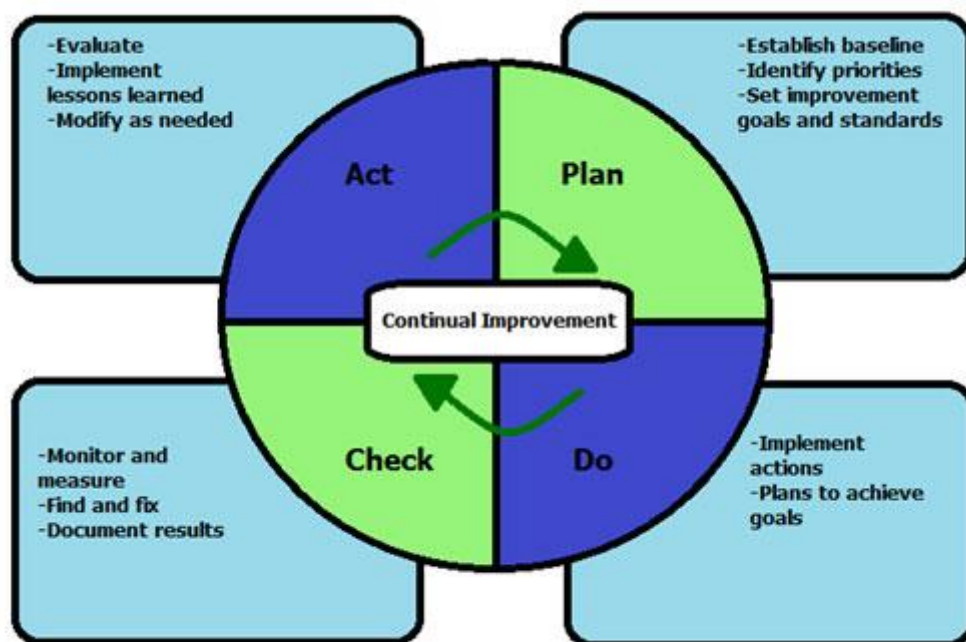 -Evaluate
-Implement
lessons learned
-Modify as needed
-Establish baseline
-Identify priorities
-Set improvement
goals and standards
Act
Plan
Continual Improvement
Check
Do
-Monitor and
measure
-Find and fix
-Document results
-Implement
actions
-Plans to achieve
goals